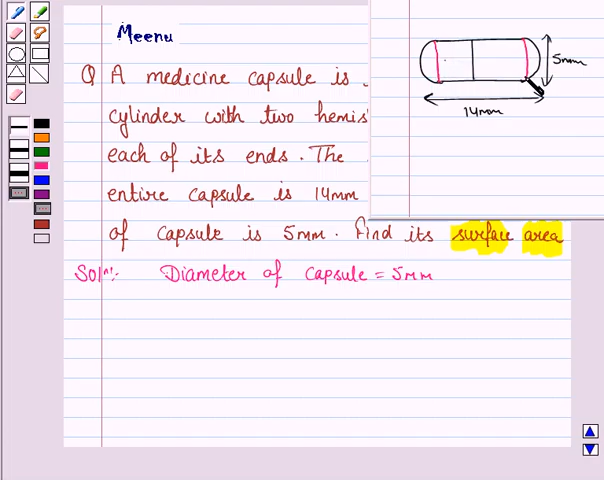 Meenu
Q A medicine capsule is
cylinder with two hemis
each of its ends. The
entire capsule is 14mm
of capsule is 5mm. Find its surface area
Solⁿ: Diameter of capsule = 5mm
5mm
14mm